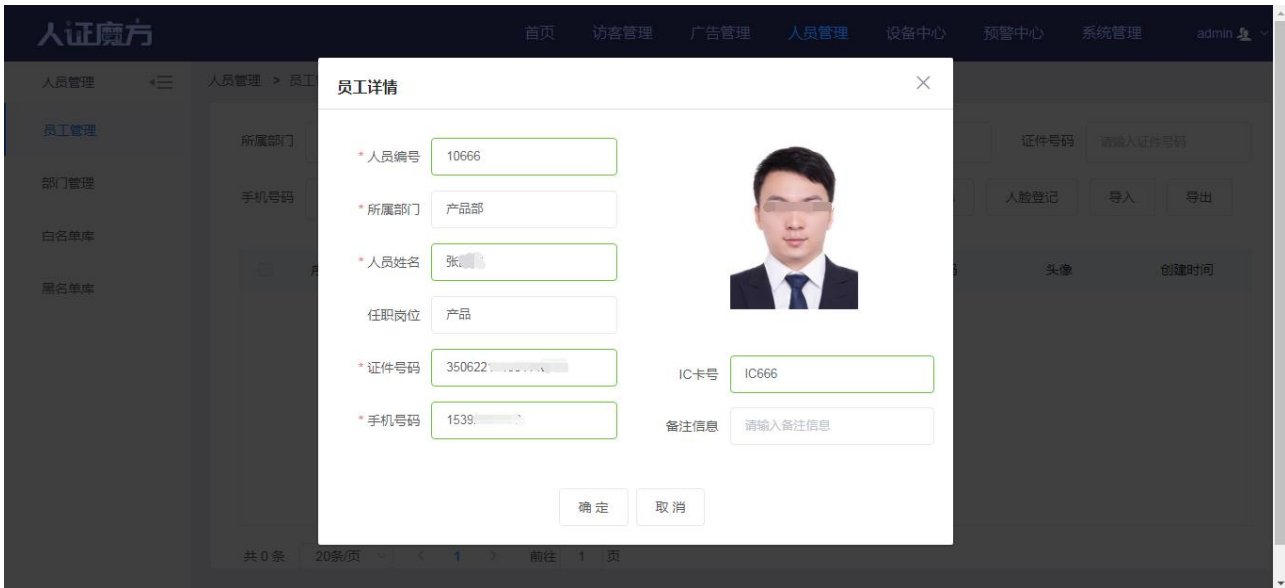 人证魔方
首页 访客管理 广告管理 人员管理 设备中心 预警中心 系统管理 admin
人员管理
人员管理 > 员工
员工管理
部门管理
白名单库
黑名单库
所属部门
证件号码 请输入证件号码
手机号码
人脸登记 导入 导出
头像 创建时间
员工详情
* 人员编号 10666
* 所属部门 产品部
* 人员姓名 张
任职岗位 产品
* 证件号码 350622
IC卡号 IC666
* 手机号码 1539
备注信息 请输入备注信息
确定 取消
共 0 条 20条/页 < 1 > 前往 1 页